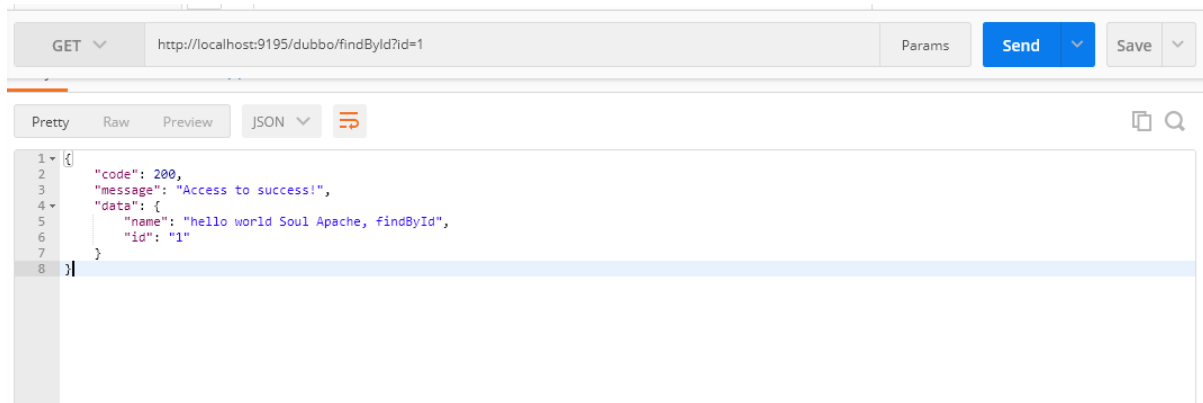 GET http://localhost:9195/dubbo/findById?id=1 Params Send Save
Pretty Raw Preview JSON
1 {
2 "code": 200,
3 "message": "Access to success!",
4 "data": {
5 "name": "hello world Soul Apache, findById",
6 "id": "1"
7 }
8 }